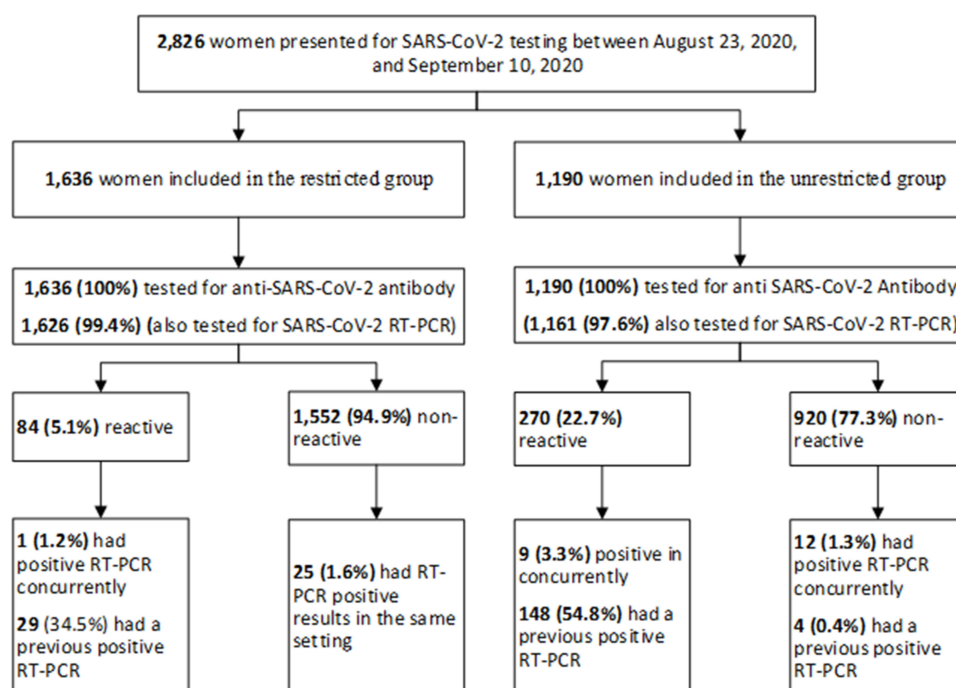 2,826 women presented for SARS-CoV-2 testing between August 23, 2020,
and September 10, 2020
1,636 women included in the restricted group
1,190 women included in the unrestricted group
1,636 (100%) tested for anti-SARS-CoV-2 antibody
1,626 (99.4%) (also tested for SARS-CoV-2 RT-PCR)
1,190 (100%) tested for anti SARS-CoV-2 Antibody
(1,161 (97.6%) also tested for SARS-CoV-2 RT-PCR)
84 (5.1%) reactive
1,552 (94.9%) non-
reactive
270 (22.7%)
reactive
920 (77.3%) non-
reactive
1 (1.2%) had
positive RT-PCR
concurrently
29 (34.5%) had a
previous positive
RT-PCR
25 (1.6%) had RT-
PCR positive
results in the same
setting
9 (3.3%) positive in
concurrently
148 (54.8%) had a
previous positive
RT-PCR
12 (1.3%) had
positive RT-PCR
concurrently
4 (0.4%) had a
previous positive
RT-PCR